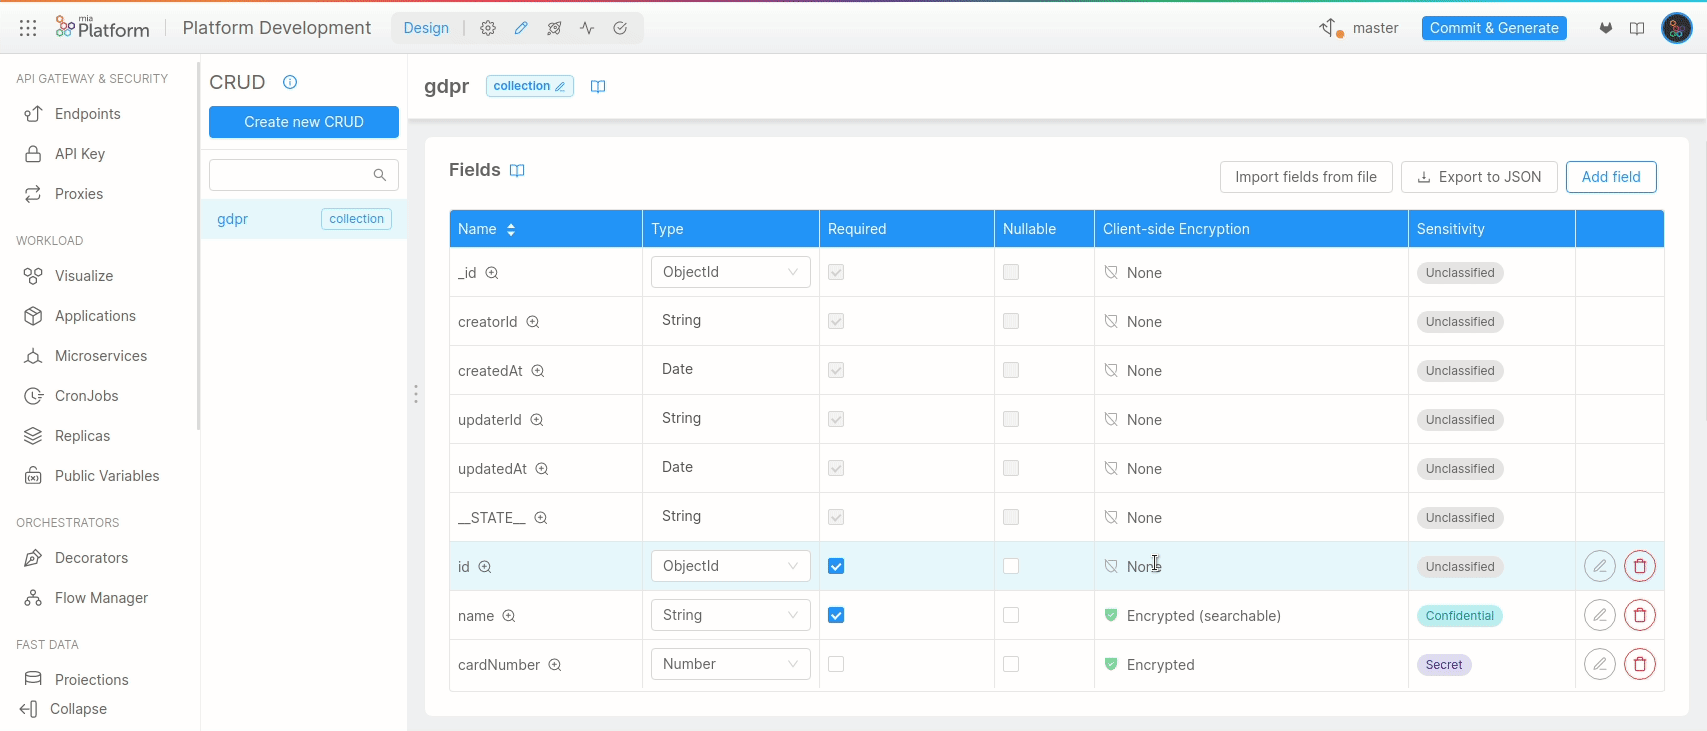 mia
Platform
Platform Development
Design
master
Commit & Generate
API GATEWAY & SECURITY
Endpoints
API Key
Proxies
WORKLOAD
Visualize
Applications
Microservices
CronJobs
Replicas
Public Variables
ORCHESTRATORS
Decorators
Flow Manager
FAST DATA
Projections
Collapse
CRUD
Create new CRUD
gdpr collection
gdpr collection
Fields
Import fields from file
Export to JSON
Add field
Name Type Required Nullable Client-side Encryption Sensitivity
_id ObjectId None Unclassified
creatorId String None Unclassified
createdAt Date None Unclassified
updaterId String None Unclassified
updatedAt Date None Unclassified
__STATE__ String None Unclassified
id ObjectId None Unclassified
name String Encrypted (searchable) Confidential
cardNumber Number Encrypted Secret